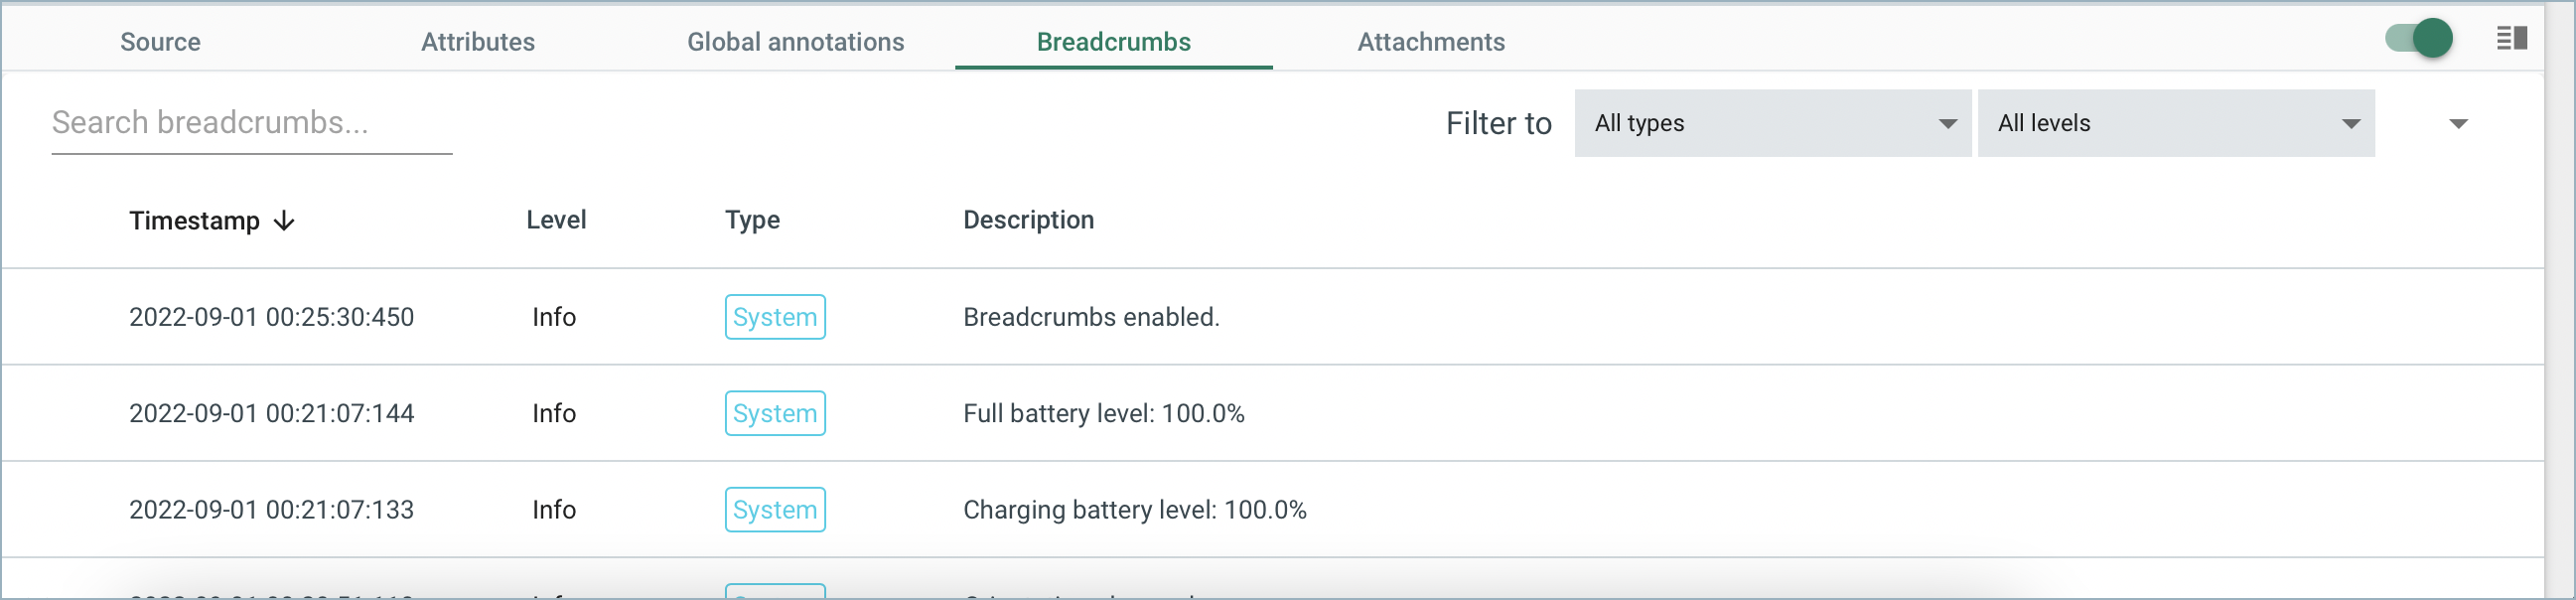 Source Attributes Global annotations Breadcrumbs Attachments
Search breadcrumbs... Filter to All types All levels
Timestamp Level Type Description
2022-09-01 00:25:30:450 Info System Breadcrumbs enabled.
2022-09-01 00:21:07:144 Info System Full battery level: 100.0%
2022-09-01 00:21:07:133 Info System Charging battery level: 100.0%